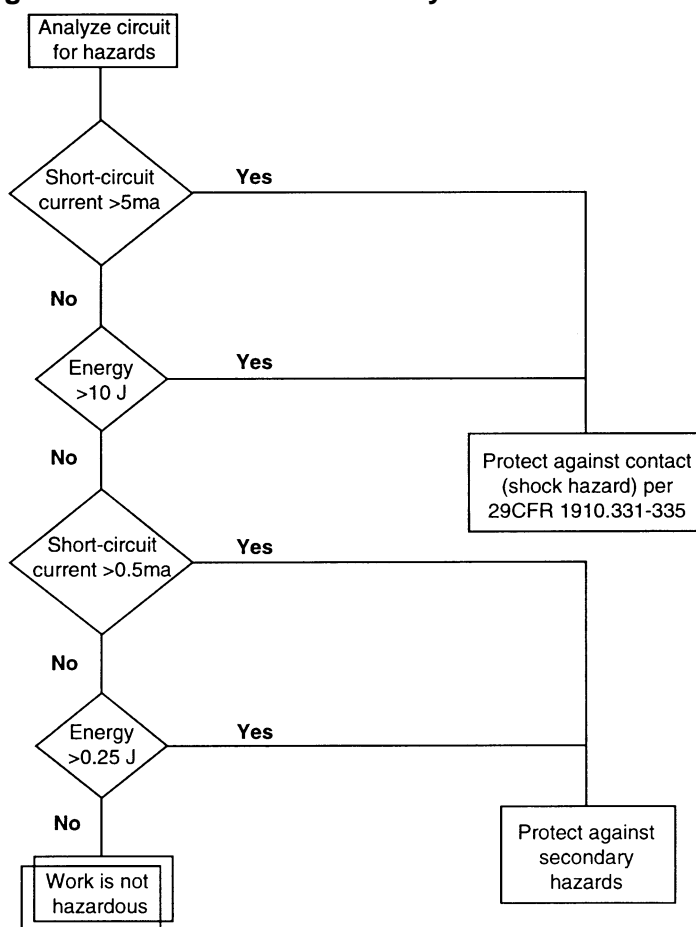 Analyze circuit
for hazards
Short-circuit
current >5ma
Yes
No
Energy
>10 J
Yes
No
Protect against contact
(shock hazard) per
29CFR 1910.331-335
Short-circuit
current >0.5ma
Yes
No
Energy
>0.25 J
Yes
No
Protect against
secondary
hazards
Work is not
hazardous